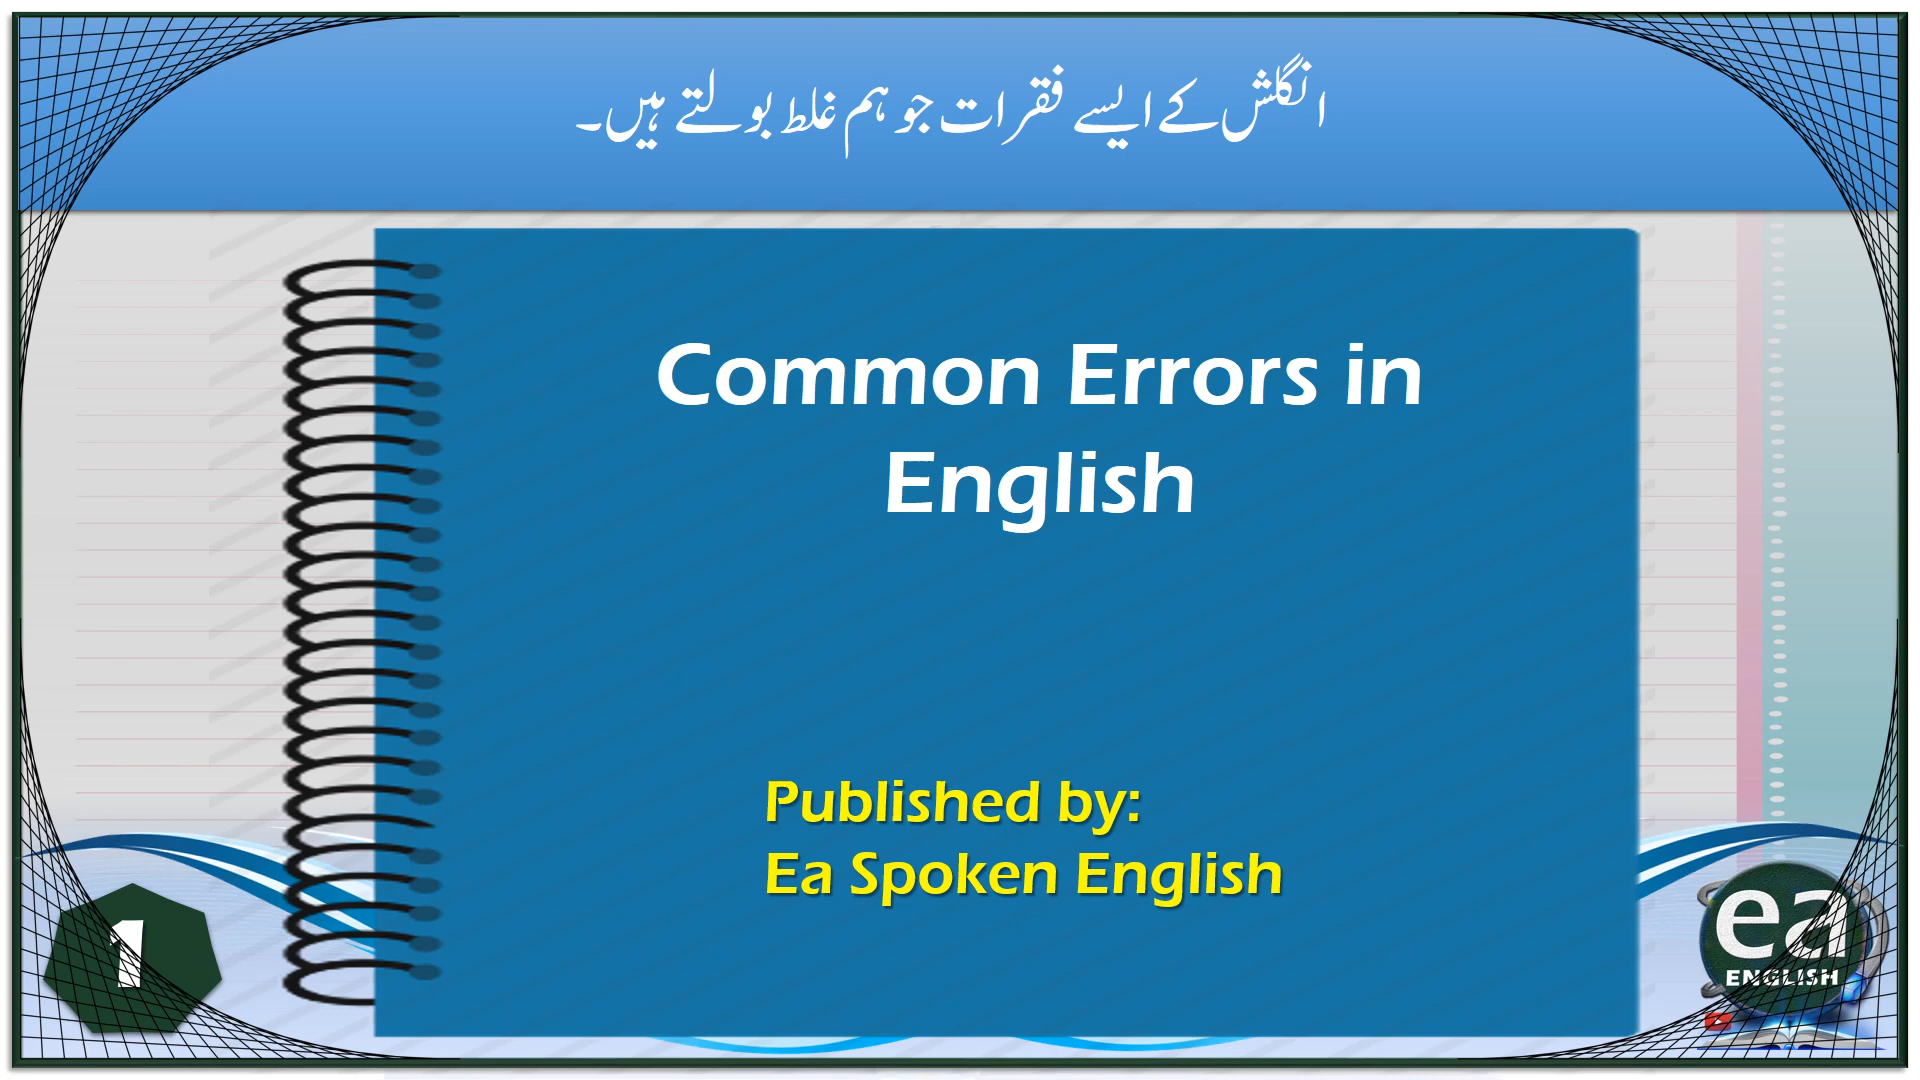 انگلش کے ایسے فقرات جو ہم غلط بولتے ہیں۔
Common Errors in
English
Published by:
Ea Spoken English
1
ea
ENGLISH